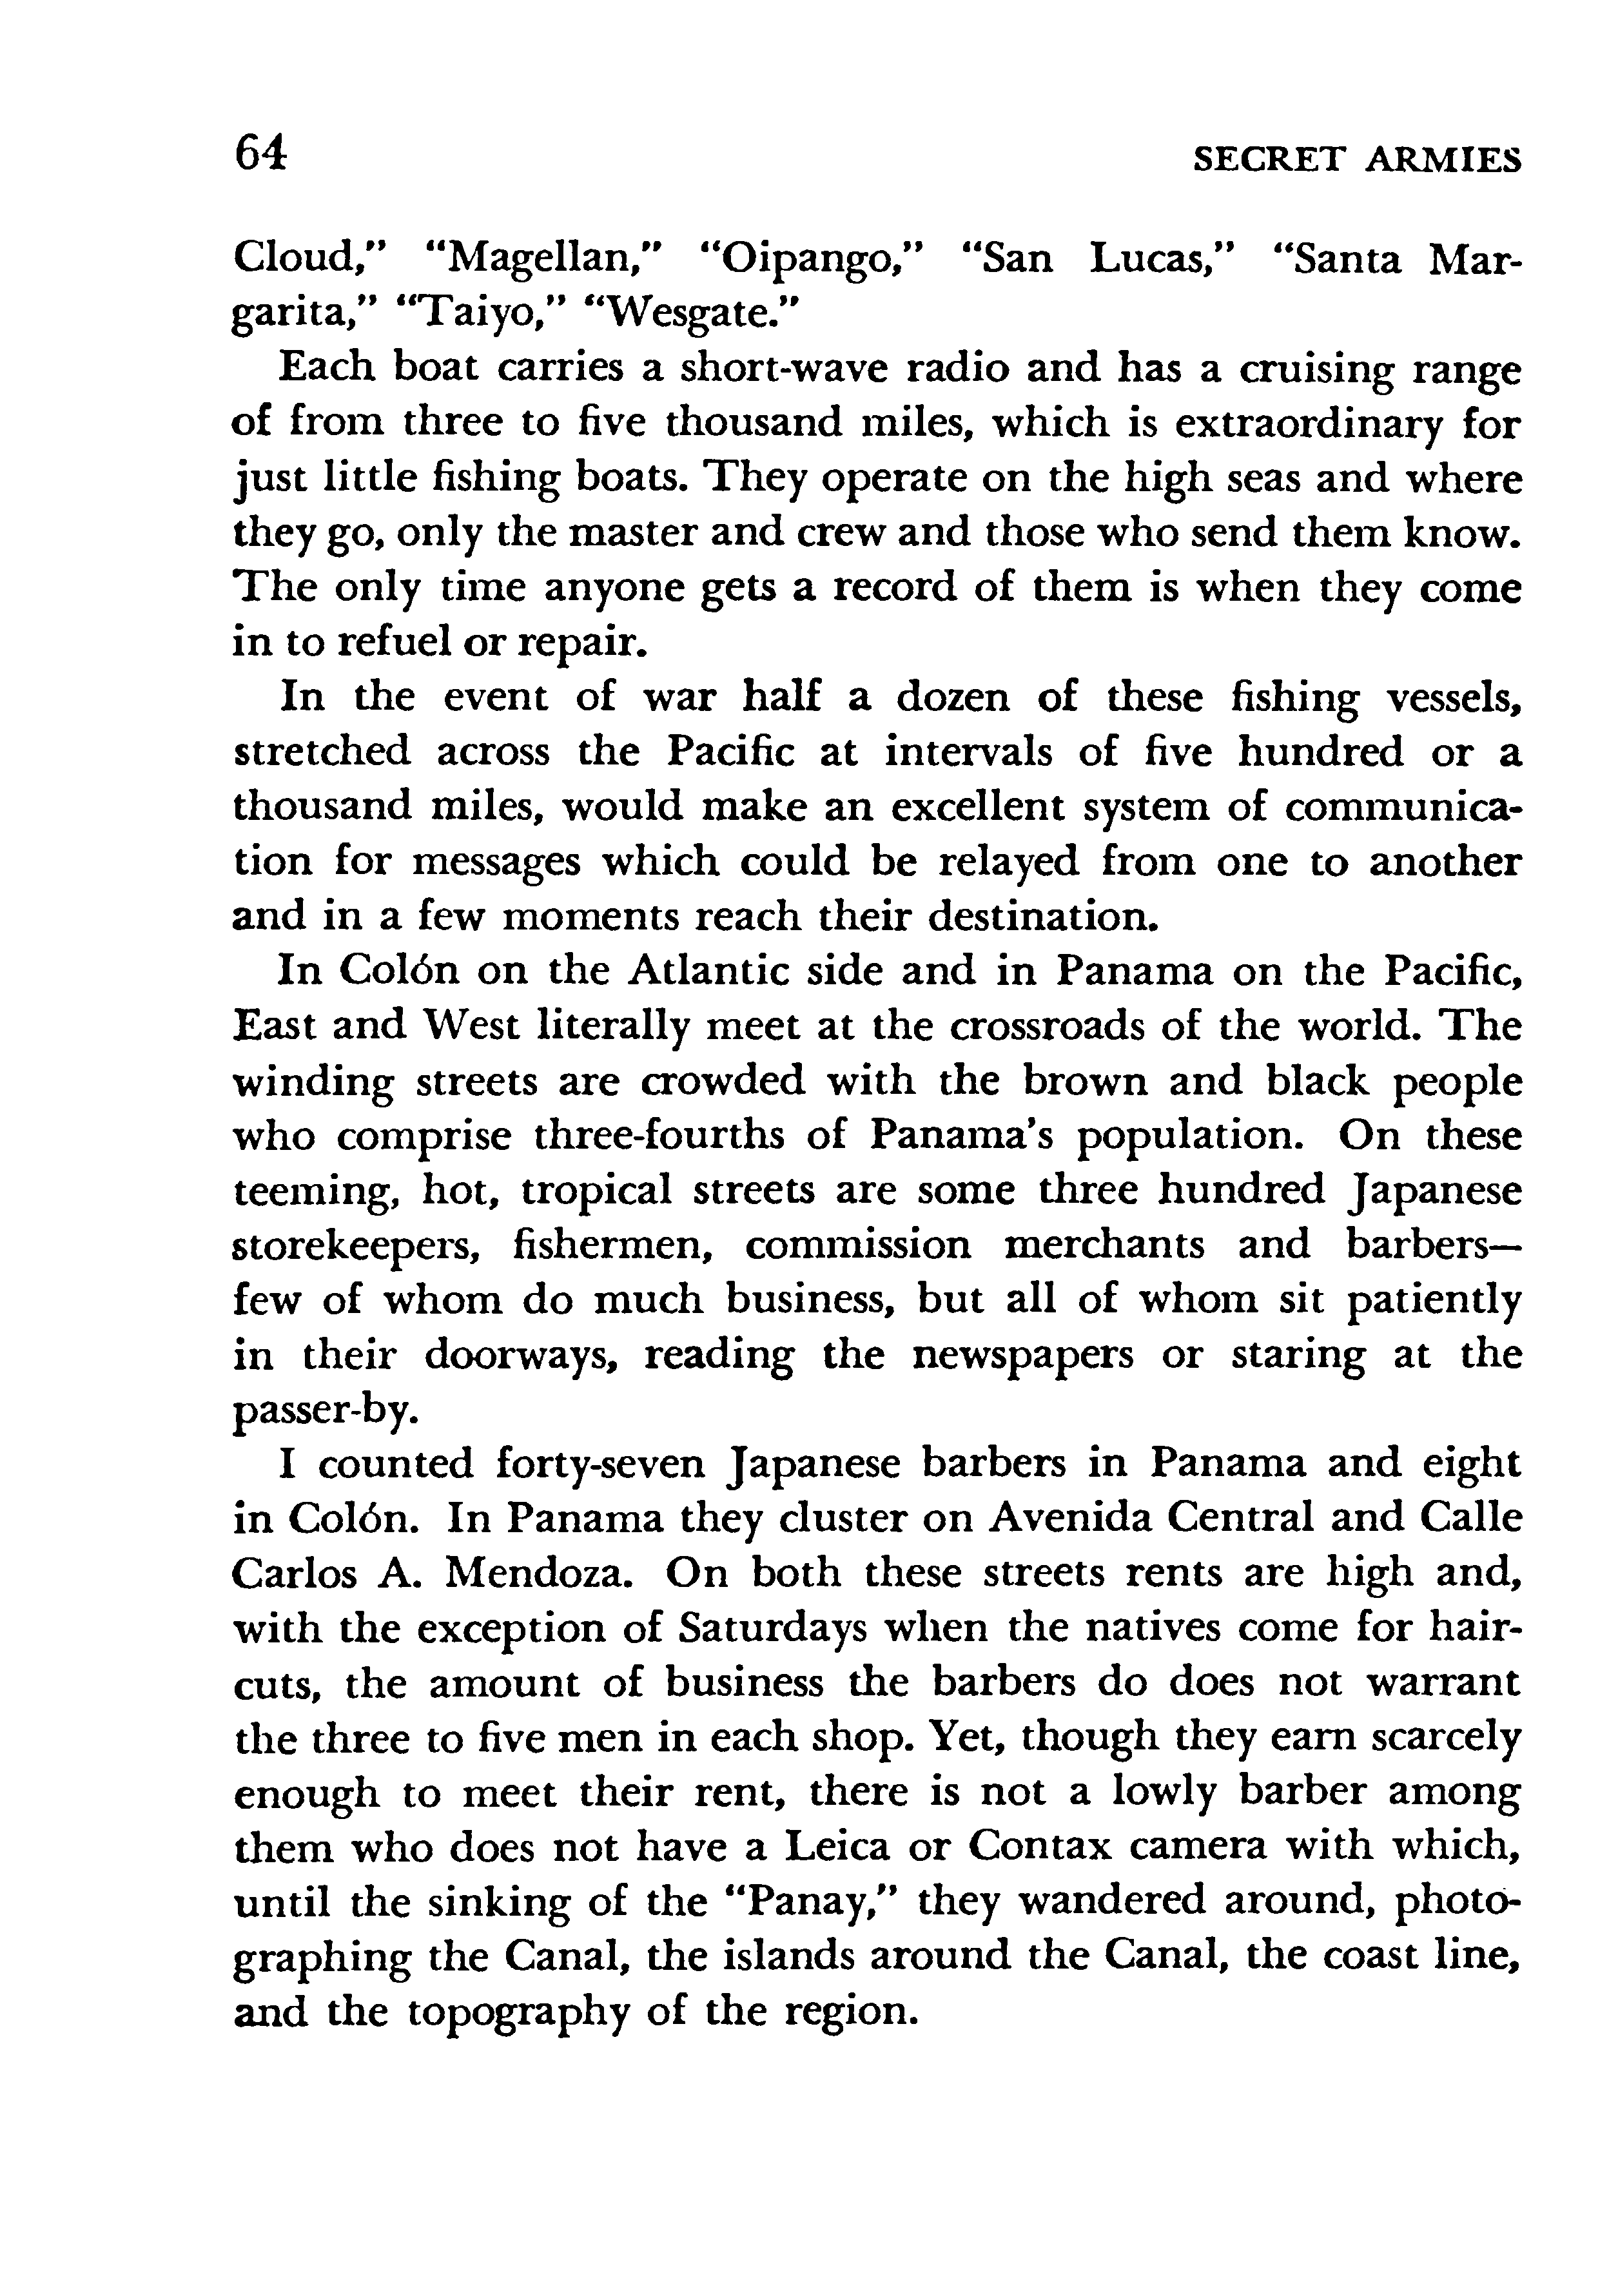 64 SECRET ARMIES
Cloud,” “Magellan,” “Oipango,” “San Lucas,” “Santa Mar-
garita,” “Taiyo,” “Wesgate.”
Each boat carries a short-wave radio and has a cruising range
of from three to five thousand miles, which is extraordinary for
just little fishing boats. They operate on the high seas and where
they go, only the master and crew and those who send them know.
The only time anyone gets a record of them is when they come
in to refuel or repair.
In the event of war half a dozen of these fishing vessels,
stretched across the Pacific at intervals of five hundred or a
thousand miles, would make an excellent system of communica-
tion for messages which could be relayed from one to another
and in a few moments reach their destination.
In Colón on the Atlantic side and in Panama on the Pacific,
East and West literally meet at the crossroads of the world. The
winding streets are crowded with the brown and black people
who comprise three-fourths of Panama’s population. On these
teeming, hot, tropical streets are some three hundred Japanese
storekeepers, fishermen, commission merchants and barbers—
few of whom do much business, but all of whom sit patiently
in their doorways, reading the newspapers or staring at the
passer-by.
I counted forty-seven Japanese barbers in Panama and eight
in Colón. In Panama they cluster on Avenida Central and Calle
Carlos A. Mendoza. On both these streets rents are high and,
with the exception of Saturdays when the natives come for hair-
cuts, the amount of business the barbers do does not warrant
the three to five men in each shop. Yet, though they earn scarcely
enough to meet their rent, there is not a lowly barber among
them who does not have a Leica or Contax camera with which,
until the sinking of the “Panay,” they wandered around, photo-
graphing the Canal, the islands around the Canal, the coast line,
and the topography of the region.